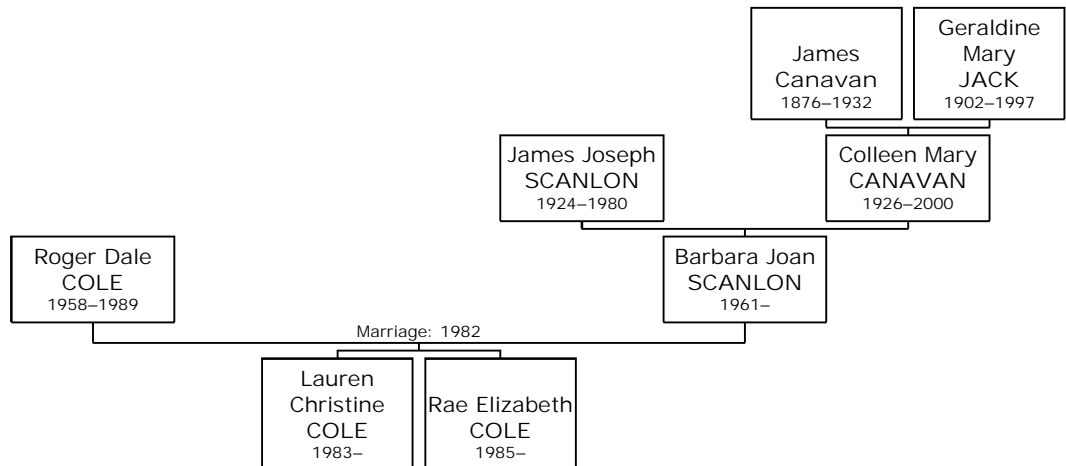 James
Canavan
1876–1932
Geraldine
Mary
JACK
1902–1997
James Joseph
SCANLON
1924–1980
Colleen Mary
CANAVAN
1926–2000
Roger Dale
COLE
1958–1989
Barbara Joan
SCANLON
1961–
Marriage: 1982
Lauren
Christine
COLE
1983–
Rae Elizabeth
COLE
1985–